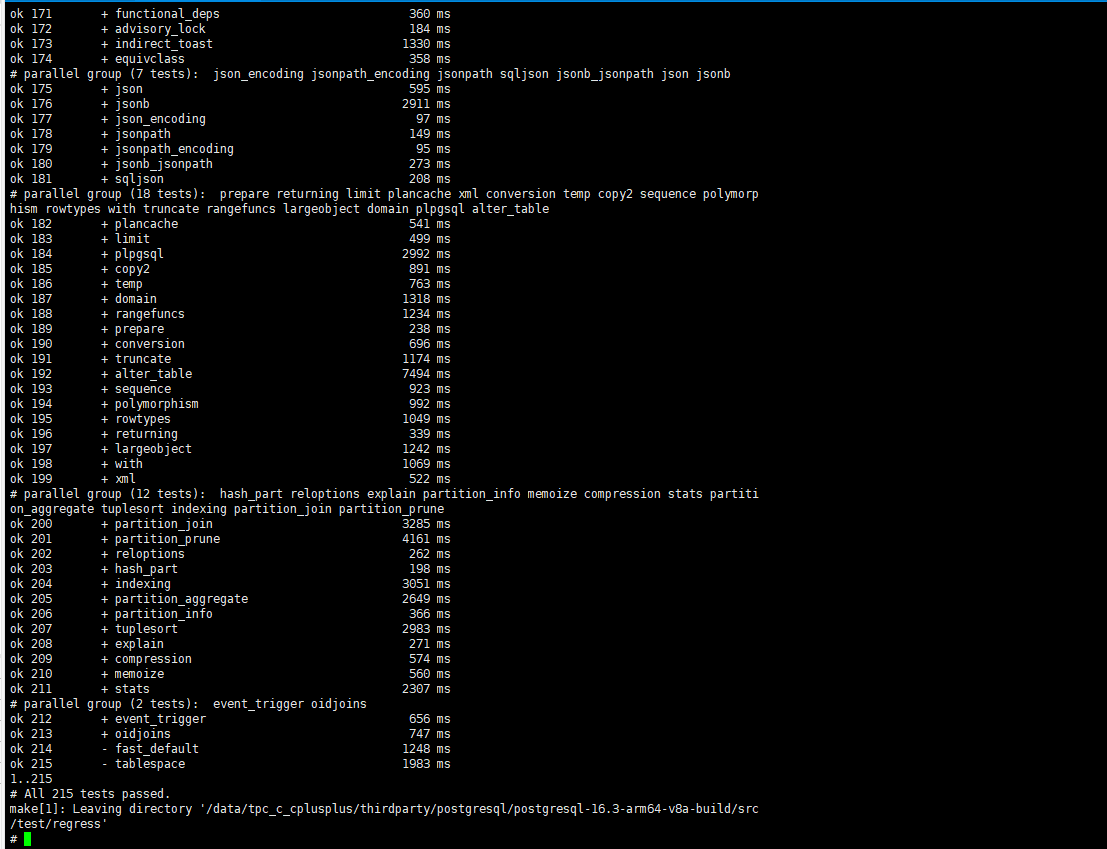 ok 171       + functional_deps                          360 ms
ok 172       + advisory_lock                            184 ms
ok 173       + indirect_toast                          1330 ms
ok 174       + equivclass                               358 ms
# parallel group (7 tests):  json_encoding jsonpath_encoding jsonpath sqljson jsonb_jsonpath json jsonb
ok 175       + json                                     595 ms
ok 176       + jsonb                                   2911 ms
ok 177       + json_encoding                             97 ms
ok 178       + jsonpath                                 149 ms
ok 179       + jsonpath_encoding                         95 ms
ok 180       + jsonb_jsonpath                           273 ms
ok 181       + sqljson                                  208 ms
# parallel group (18 tests):  prepare returning limit plancache xml conversion temp copy2 sequence polymorp
hism rowtypes with truncate rangefuncs largeobject domain plpgsql alter_table
ok 182       + plancache                                541 ms
ok 183       + limit                                    499 ms
ok 184       + plpgsql                                 2992 ms
ok 185       + copy2                                    891 ms
ok 186       + temp                                     763 ms
ok 187       + domain                                  1318 ms
ok 188       + rangefuncs                              1234 ms
ok 189       + prepare                                  238 ms
ok 190       + conversion                               696 ms
ok 191       + truncate                                1174 ms
ok 192       + alter_table                             7494 ms
ok 193       + sequence                                 923 ms
ok 194       + polymorphism                             992 ms
ok 195       + rowtypes                                1049 ms
ok 196       + returning                                339 ms
ok 197       + largeobject                             1242 ms
ok 198       + with                                    1069 ms
ok 199       + xml                                      522 ms
# parallel group (12 tests):  hash_part reloptions explain partition_info memoize compression stats partiti
on_aggregate tuplesort indexing partition_join partition_prune
ok 200       + partition_join                          3285 ms
ok 201       + partition_prune                         4161 ms
ok 202       + reloptions                               262 ms
ok 203       + hash_part                                198 ms
ok 204       + indexing                                3051 ms
ok 205       + partition_aggregate                     2649 ms
ok 206       + partition_info                           366 ms
ok 207       + tuplesort                               2983 ms
ok 208       + explain                                  271 ms
ok 209       + compression                              574 ms
ok 210       + memoize                                  560 ms
ok 211       + stats                                   2307 ms
# parallel group (2 tests):  event_trigger oidjoins
ok 212       + event_trigger                            656 ms
ok 213       + oidjoins                                 747 ms
ok 214       - fast_default                            1248 ms
ok 215       - tablespace                              1983 ms
1..215
# All 215 tests passed.
make[1]: Leaving directory '/data/tpc_c_cplusplus/thirdparty/postgresql/postgresql-16.3-arm64-v8a-build/src
/test/regress'
#